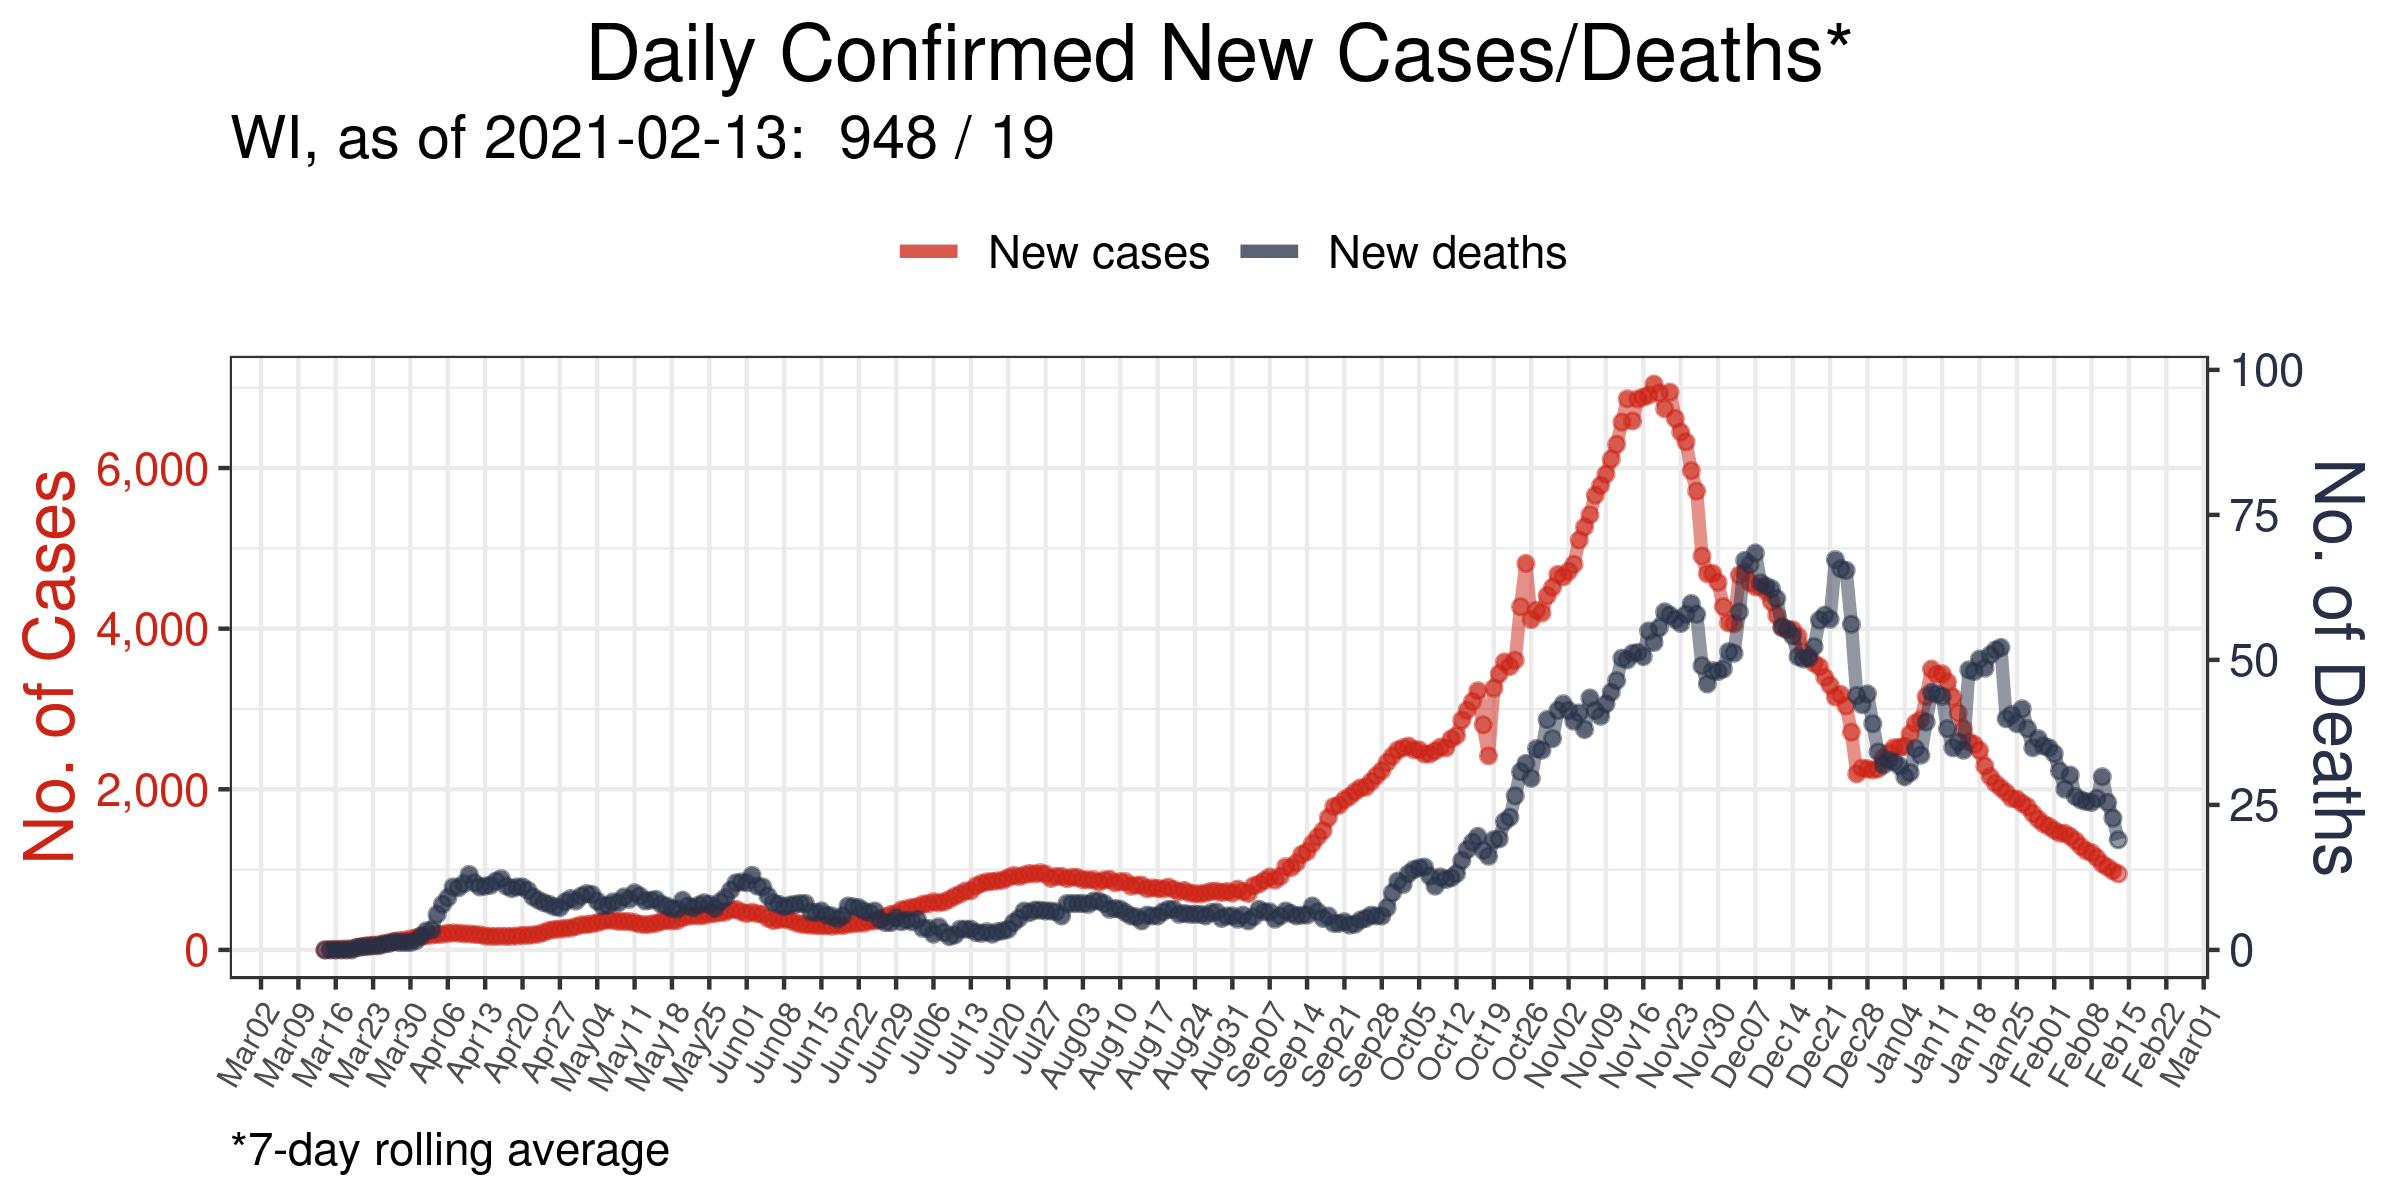 Daily Confirmed New Cases/Deaths*
WI, as of 2021-02-13:  948 / 19
New cases
New deaths
No. of Cases
6,000
4,000
2,000
0
100
75
50
25
0
No. of Deaths
Mar02
Mar09
Mar16
Mar23
Mar30
Apr06
Apr13
Apr20
Apr27
May04
May11
May18
May25
Jun01
Jun08
Jun15
Jun22
Jun29
Jul06
Jul13
Jul20
Jul27
Aug03
Aug10
Aug17
Aug24
Aug31
Sep07
Sep14
Sep21
Sep28
Oct05
Oct12
Oct19
Oct26
Nov02
Nov09
Nov16
Nov23
Nov30
Dec07
Dec14
Dec21
Dec28
Jan04
Jan11
Jan18
Jan25
Feb01
Feb08
Feb15
Feb22
Mar01
*7-day rolling average